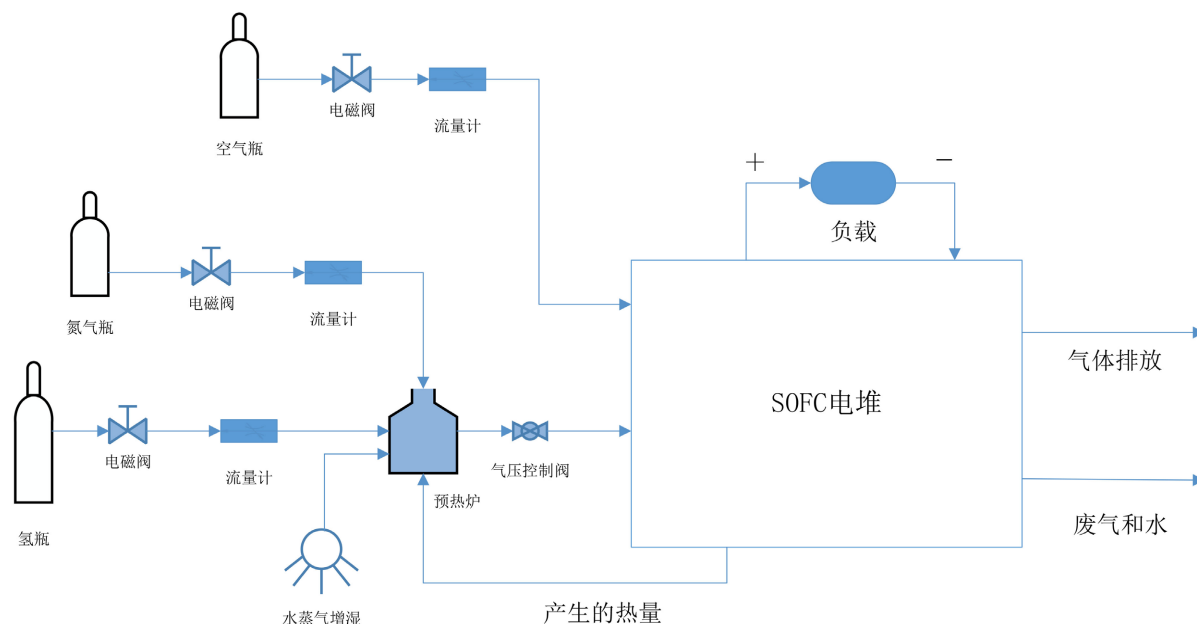 空气瓶
电磁阀
流量计
+
−
负载
氮气瓶
电磁阀
流量计
SOFC电堆
气体排放
氢瓶
电磁阀
流量计
预热炉
气压控制阀
废气和水
水蒸气增湿
产生的热量